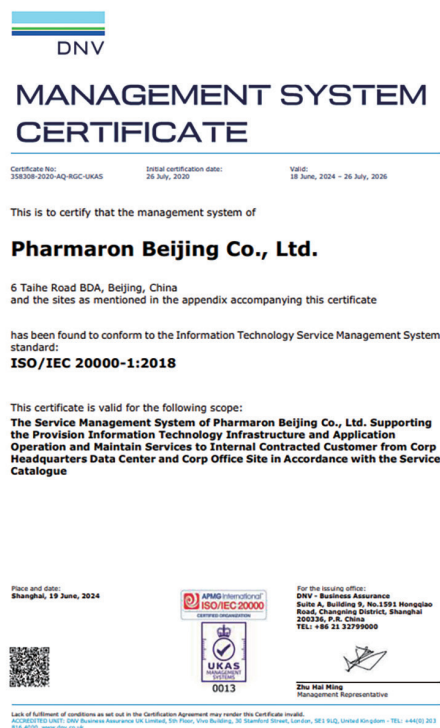 DNV
MANAGEMENT SYSTEM
CERTIFICATE
Certificate No:
358308-2020-AQ-RGC-UKAS
Initial certification date:
26 July, 2020
Valid:
18 June, 2024 – 26 July, 2026
This is to certify that the management system of
Pharmaron Beijing Co., Ltd.
6 Taihe Road BDA, Beijing, China
and the sites as mentioned in the appendix accompanying this certificate
has been found to conform to the Information Technology Service Management System
standard:
ISO/IEC 20000-1:2018
This certificate is valid for the following scope:
The Service Management System of Pharmaron Beijing Co., Ltd. Supporting
the Provision Information Technology Infrastructure and Application
Operation and Maintain Services to Internal Contracted Customer from Corp
Headquarters Data Center and Corp Office Site in Accordance with the Service
Catalogue
Place and date:
Shanghai, 19 June, 2024
APMG International
ISO/IEC 20000
CERTIFIED ORGANIZATION
UKAS
MANAGEMENT
SYSTEMS
0013
For the issuing office:
DNV - Business Assurance
Suite A, Building 9, No.1591 Hongqiao
Road, Changning District, Shanghai
200336, P.R. China
TEL: +86 21 32799000
Zhu Hai Ming
Management Representative
Lack of fulfilment of conditions as set out in the Certification Agreement may render this Certificate invalid.
ACCREDITED UNIT: DNV Business Assurance UK Limited, 5th Floor, Vivo Building, 30 Stamford Street, London, SE1 9LQ, United Kingdom - TEL: +44(0) 203
816 4000. www.dnv.co.uk